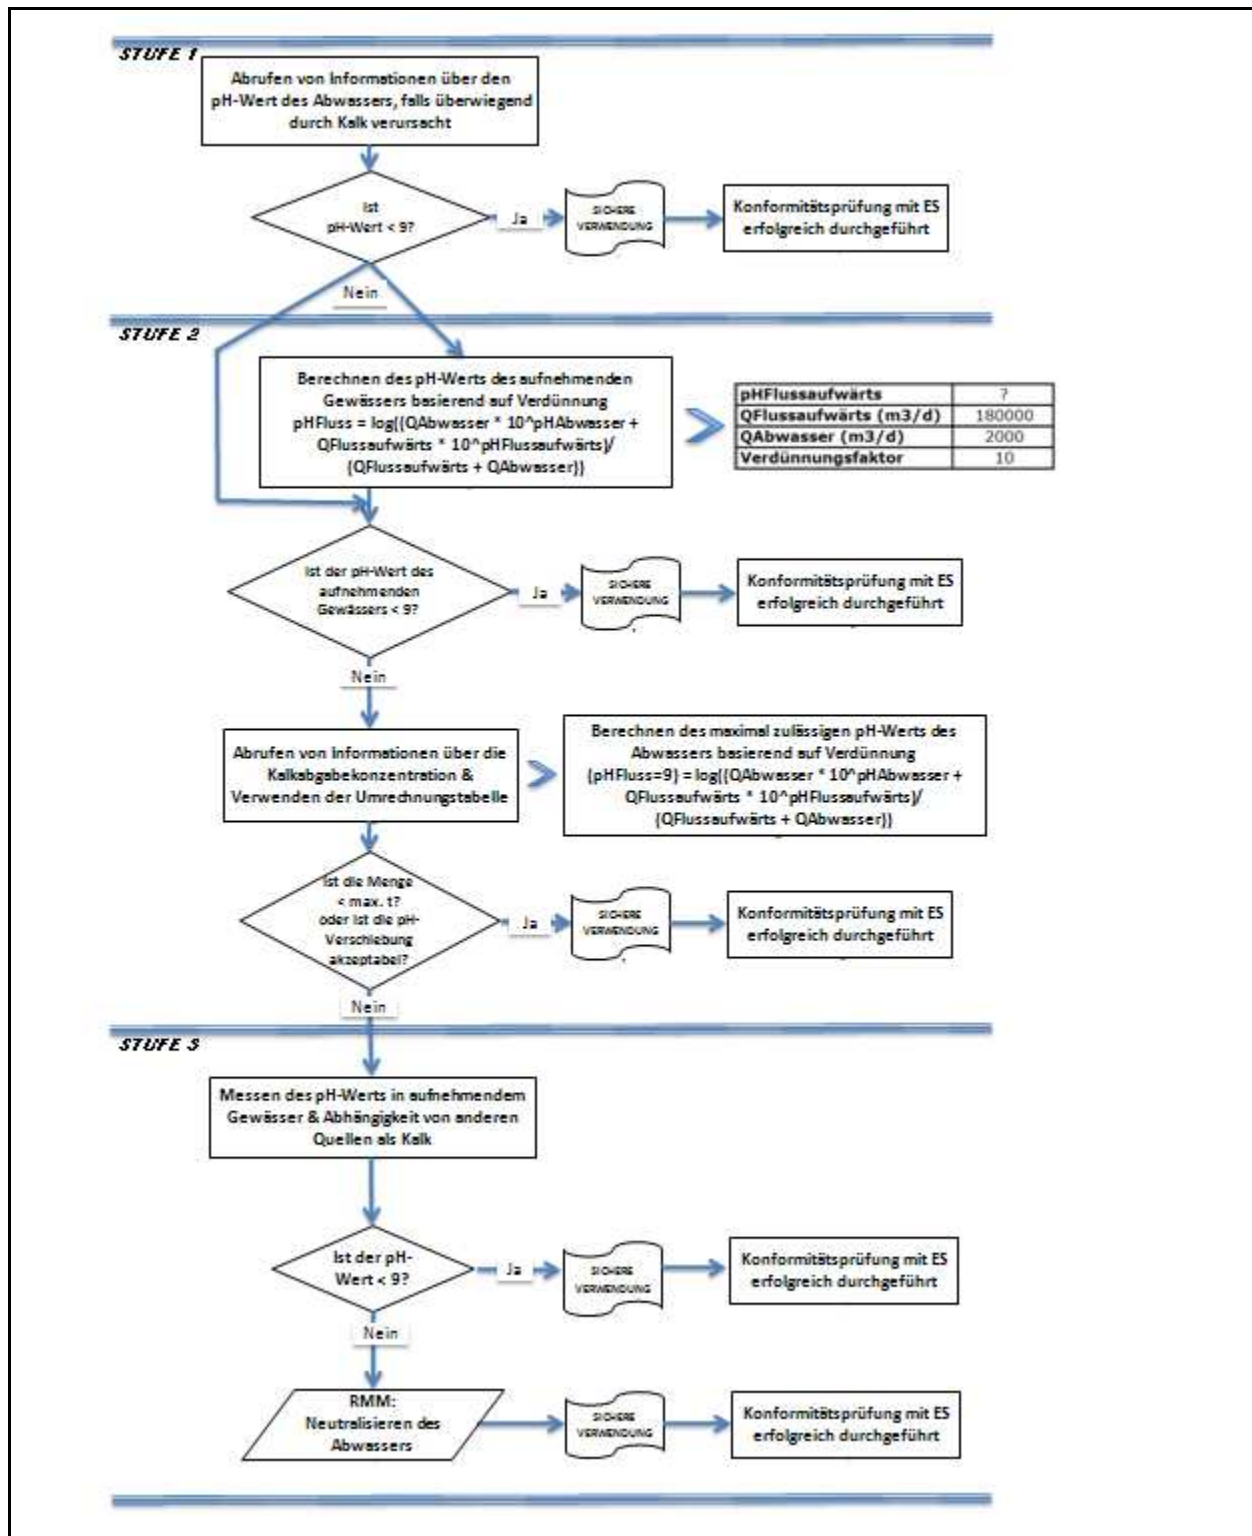 STUFE 1
Abrufen von Informationen über den
pH-Wert des Abwassers, falls überwiegend
durch Kalk verursacht
Ist
pH-Wert < 9?
Ja
SICHERE
VERWENDUNG
Konformitätsprüfung mit ES
erfolgreich durchgeführt
Nein
STUFE 2
Berechnen des pH-Werts des aufnehmenden
Gewässers basierend auf Verdünnung
pHFluss = log((QAbwasser * 10^pHAbwasser +
QFlussaufwärts * 10^pHFlussaufwärts)/
(QFlussaufwärts + QAbwasser))
pHFlussaufwärts ?
QFlussaufwärts (m3/d) 180000
QAbwasser (m3/d) 2000
Verdünnungsfaktor 10
Ist der pH-Wert des
aufnehmenden
Gewässers < 9?
Ja
SICHERE
VERWENDUNG
Konformitätsprüfung mit ES
erfolgreich durchgeführt
Nein
Abrufen von Informationen über die
Kalkabgabekonzentration &
Verwenden der Umrechnungstabelle
Berechnen des maximal zulässigen pH-Werts des
Abwassers basierend auf Verdünnung
(pHFluss=9) = log((QAbwasser * 10^pHAbwasser +
QFlussaufwärts * 10^pHFlussaufwärts)/
(QFlussaufwärts + QAbwasser))
Ist die Menge
< max. t?
oder ist die pH-
Verschiebung
akzeptabel?
Ja
SICHERE
VERWENDUNG
Konformitätsprüfung mit ES
erfolgreich durchgeführt
Nein
STUFE 3
Messen des pH-Werts in aufnehmendem
Gewässer & Abhängigkeit von anderen
Quellen als Kalk
Ist der pH-
Wert < 9?
Ja
SICHERE
VERWENDUNG
Konformitätsprüfung mit ES
erfolgreich durchgeführt
Nein
RMM:
Neutralisieren des
Abwassers
SICHERE
VERWENDUNG
Konformitätsprüfung mit ES
erfolgreich durchgeführt